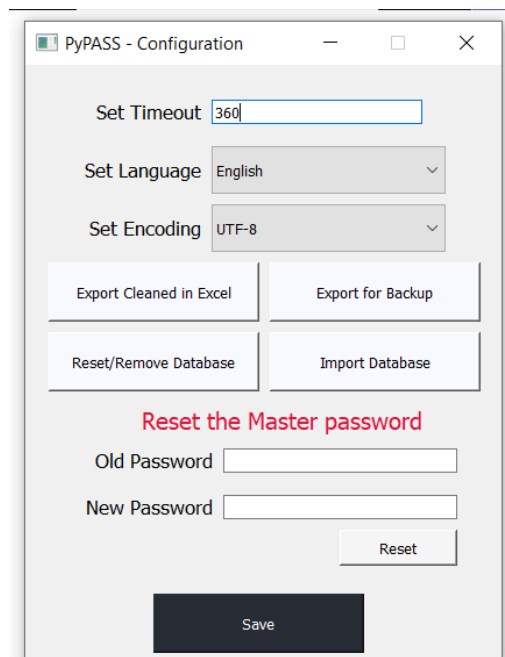 PyPASS - Configuration
Set Timeout 360
Set Language English
Set Encoding UTF-8
Export Cleaned in Excel Export for Backup
Reset/Remove Database Import Database
Reset the Master password
Old Password
New Password
Reset
Save